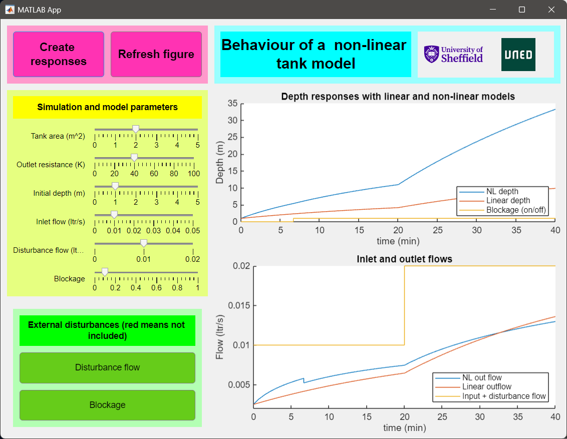 MATLAB App
Create
responses
Refresh figure
Behaviour of a non-linear
tank model
University of
Sheffield
UNED
Simulation and model parameters
Tank area (m^2)
0 1 2 3 4 5
Outlet resistance (K)
0 20 40 60 80 100
Initial depth (m)
0 1 2 3 4 5
Inlet flow (ltr/s)
0 0.01 0.02 0.03 0.04 0.05
Disturbance flow (lt...
0 0.01 0.02
Blockage
0 0.2 0.4 0.6 0.8 1
External disturbances (red means not
included)
Disturbance flow
Blockage
Depth responses with linear and non-linear models
Depth (m)
35
30
25
20
15
10
5
0
NL depth
Linear depth
Blockage (on/off)
0 5 10 15 20 25 30 35 40
time (min)
Inlet and outlet flows
Flow (ltr/s)
0.02
0.015
0.01
0.005
NL out flow
Linear outflow
Input + disturbance flow
0 5 10 15 20 25 30 35 40
time (min)